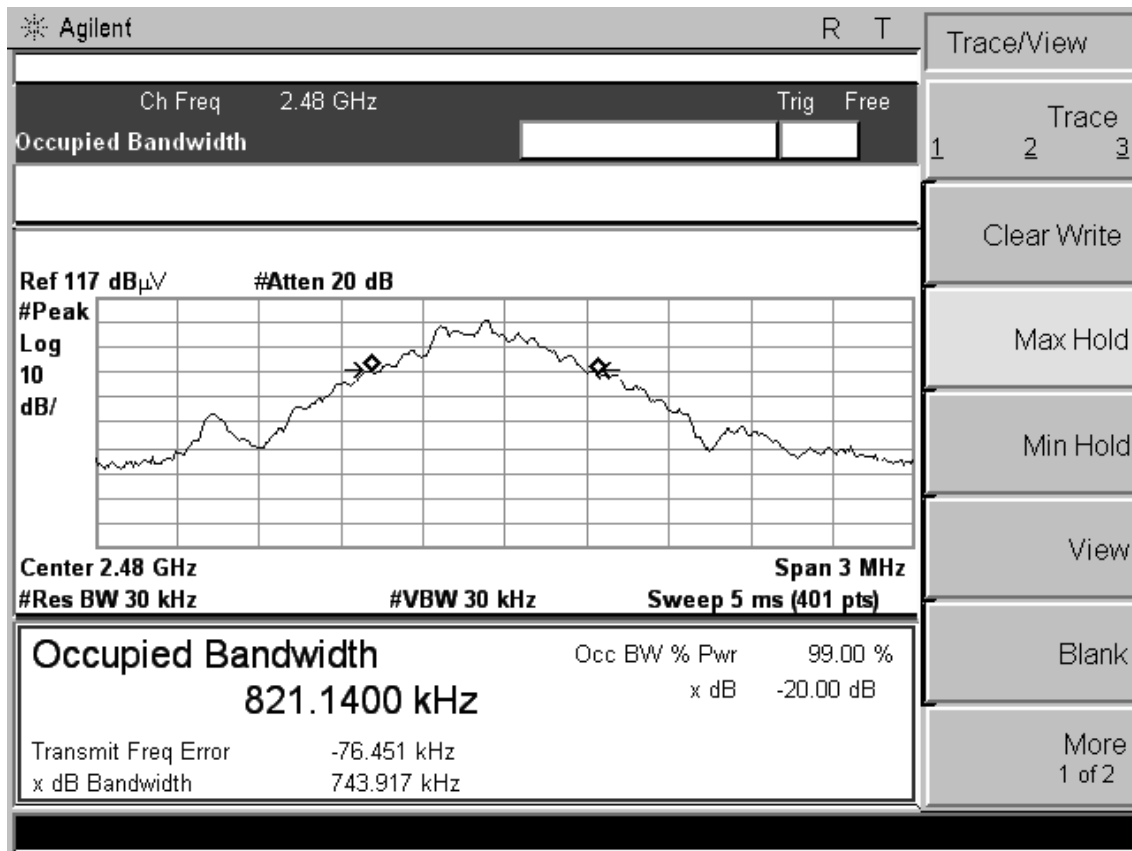 Agilent R T
Ch Freq 2.48 GHz Trig Free
Occupied Bandwidth
Ref 117 dBµV #Atten 20 dB
#Peak
Log
10
dB/
Center 2.48 GHz Span 3 MHz
#Res BW 30 kHz #VBW 30 kHz Sweep 5 ms (401 pts)
Occupied Bandwidth
821.1400 kHz
Occ BW % Pwr 99.00 %
x dB -20.00 dB
Transmit Freq Error -76.451 kHz
x dB Bandwidth 743.917 kHz
Trace/View
Trace
1 2 3
Clear Write
Max Hold
Min Hold
View
Blank
More
1 of 2